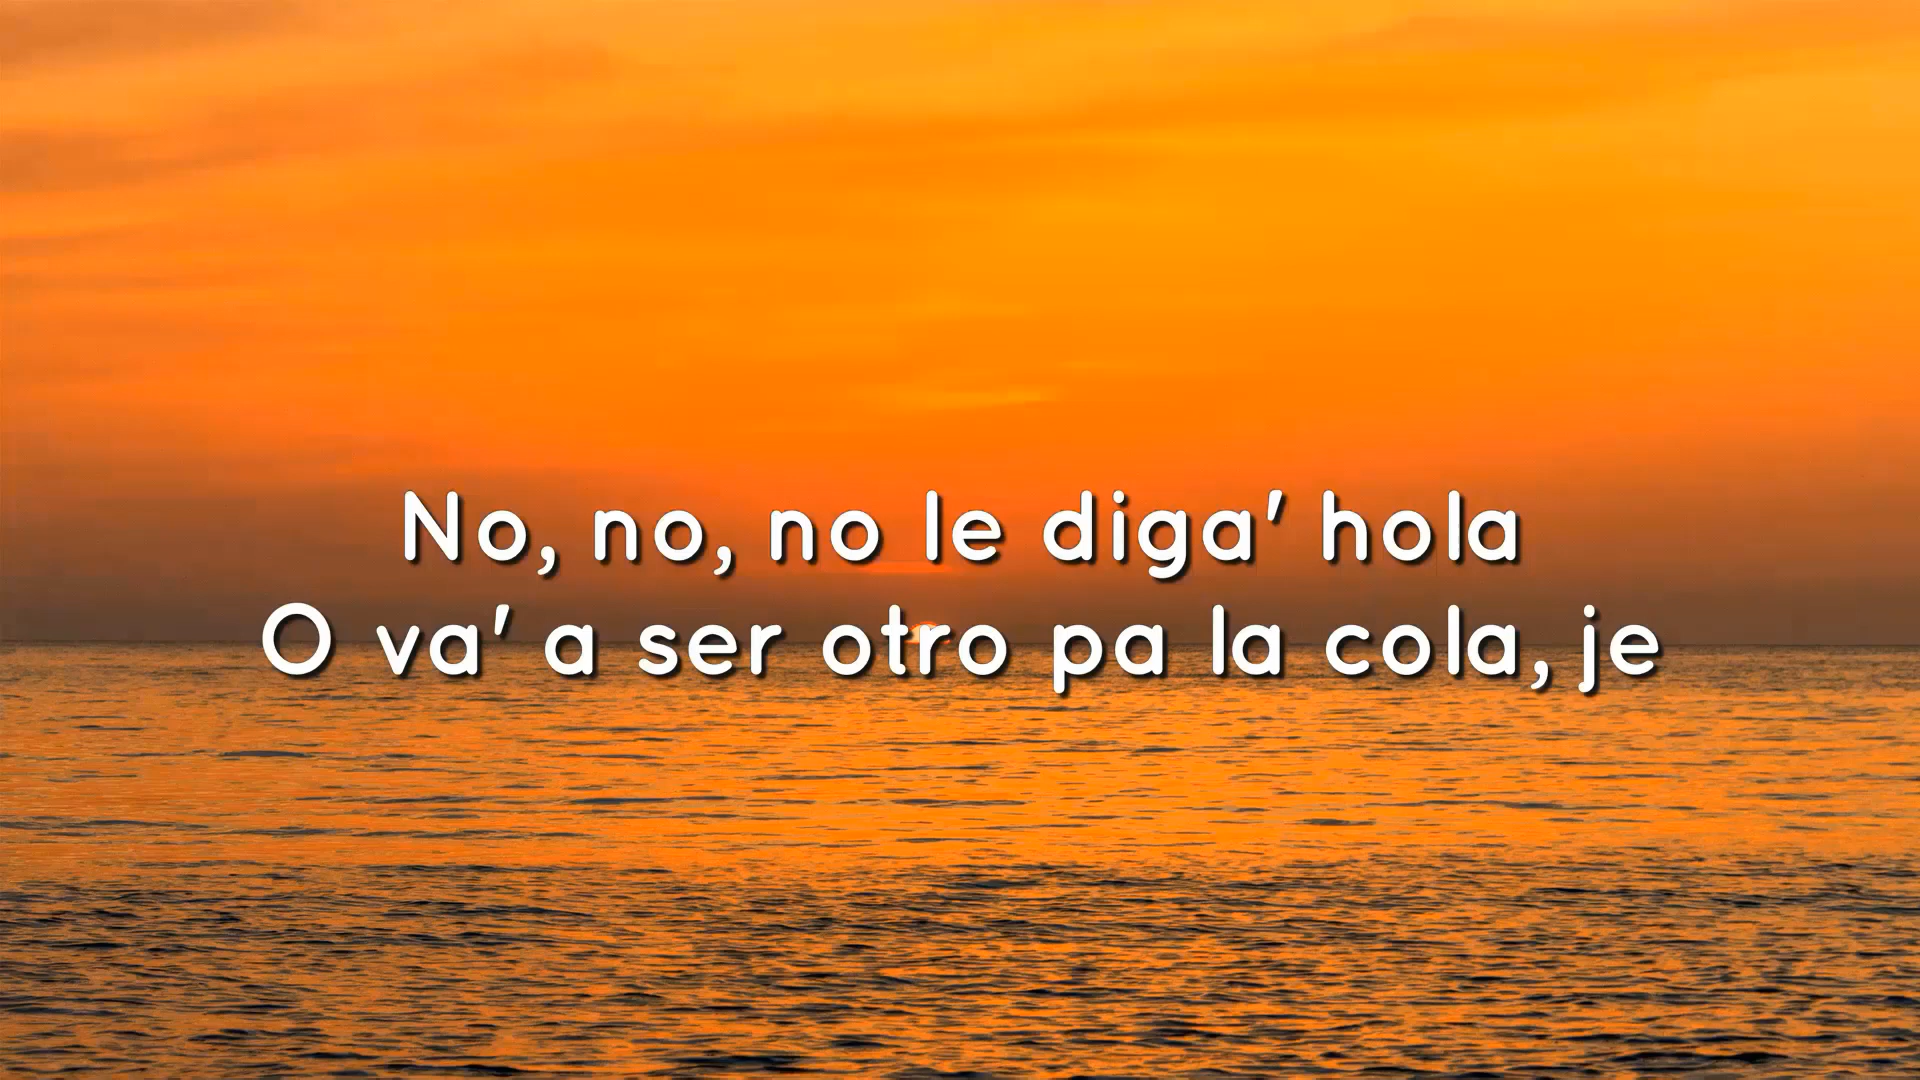 No, no, no le diga' hola
O va' a ser otro pa la cola, je